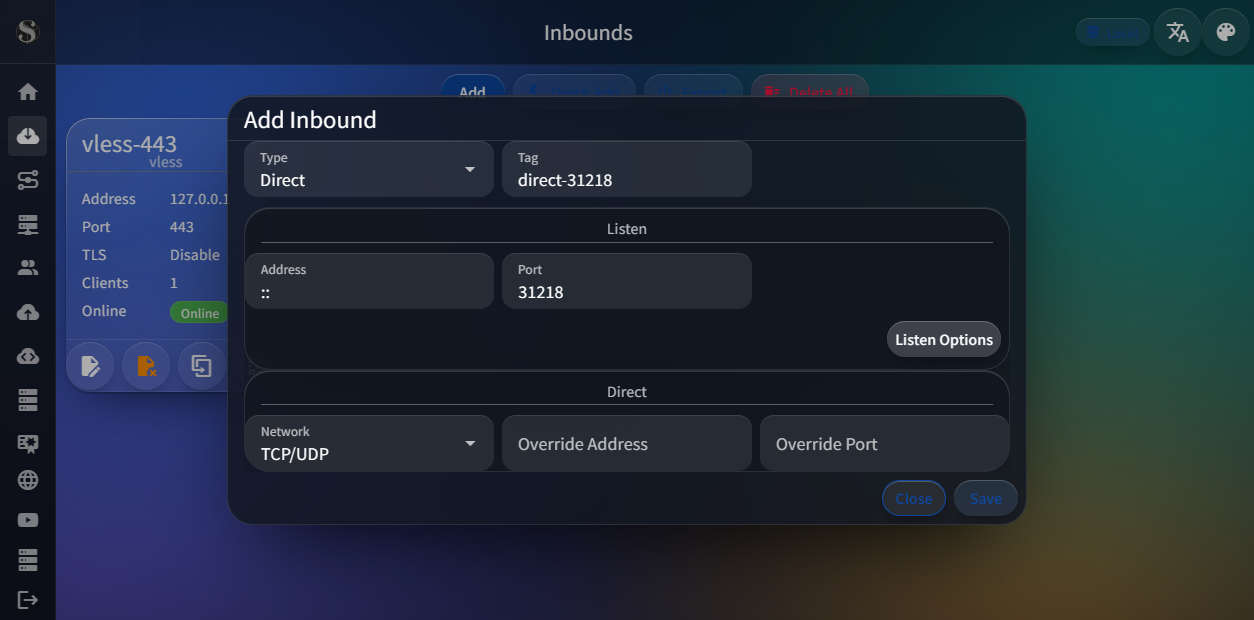 Inbounds
Add
Delete All
vless-443
vless
Address 127.0.0.1
Port 443
TLS Disable
Clients 1
Online Online
Add Inbound
Type
Direct
Tag
direct-31218
Listen
Address
::
Port
31218
Listen Options
Direct
Network
TCP/UDP
Override Address
Override Port
Close
Save